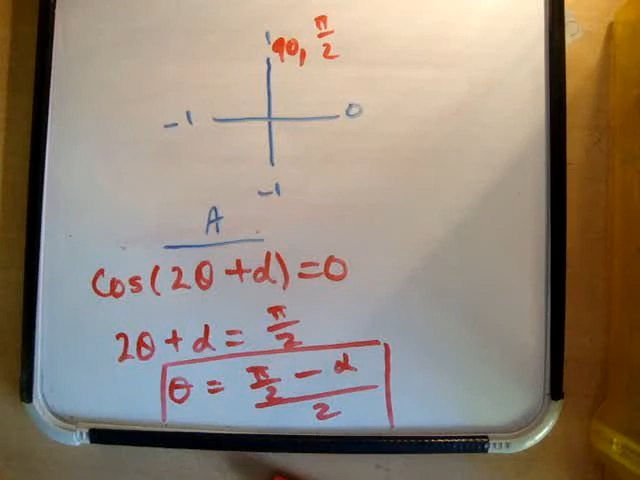 1
90, π/2
-1 0
-1
A
cos(2θ+α)=0
2θ+α = π/2
θ = (π/2 - α)/2